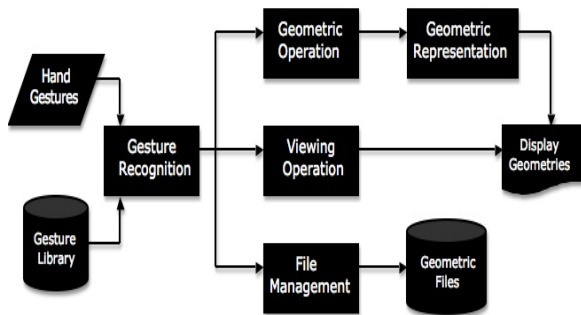 Hand
Gestures
Gesture
Library
Gesture
Recognition
Geometric
Operation
Geometric
Representation
Viewing
Operation
Display
Geometries
File
Management
Geometric
Files